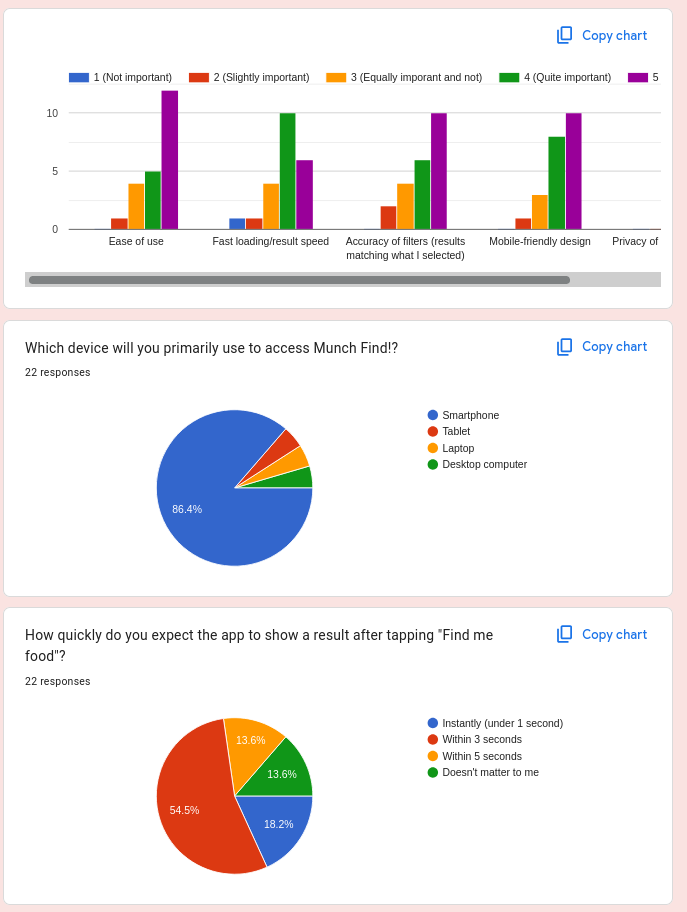 Copy chart
1 (Not important) 2 (Slightly important) 3 (Equally imporant and not) 4 (Quite important) 5
10
5
0
Ease of use Fast loading/result speed Accuracy of filters (results Mobile-friendly design Privacy of
matching what I selected)
Which device will you primarily use to access Munch Find!? Copy chart
22 responses
Smartphone
Tablet
Laptop
Desktop computer
86.4%
How quickly do you expect the app to show a result after tapping "Find me Copy chart
food"?
22 responses
Instantly (under 1 second)
Within 3 seconds
Within 5 seconds
Doesn't matter to me
13.6%
13.6%
54.5%
18.2%